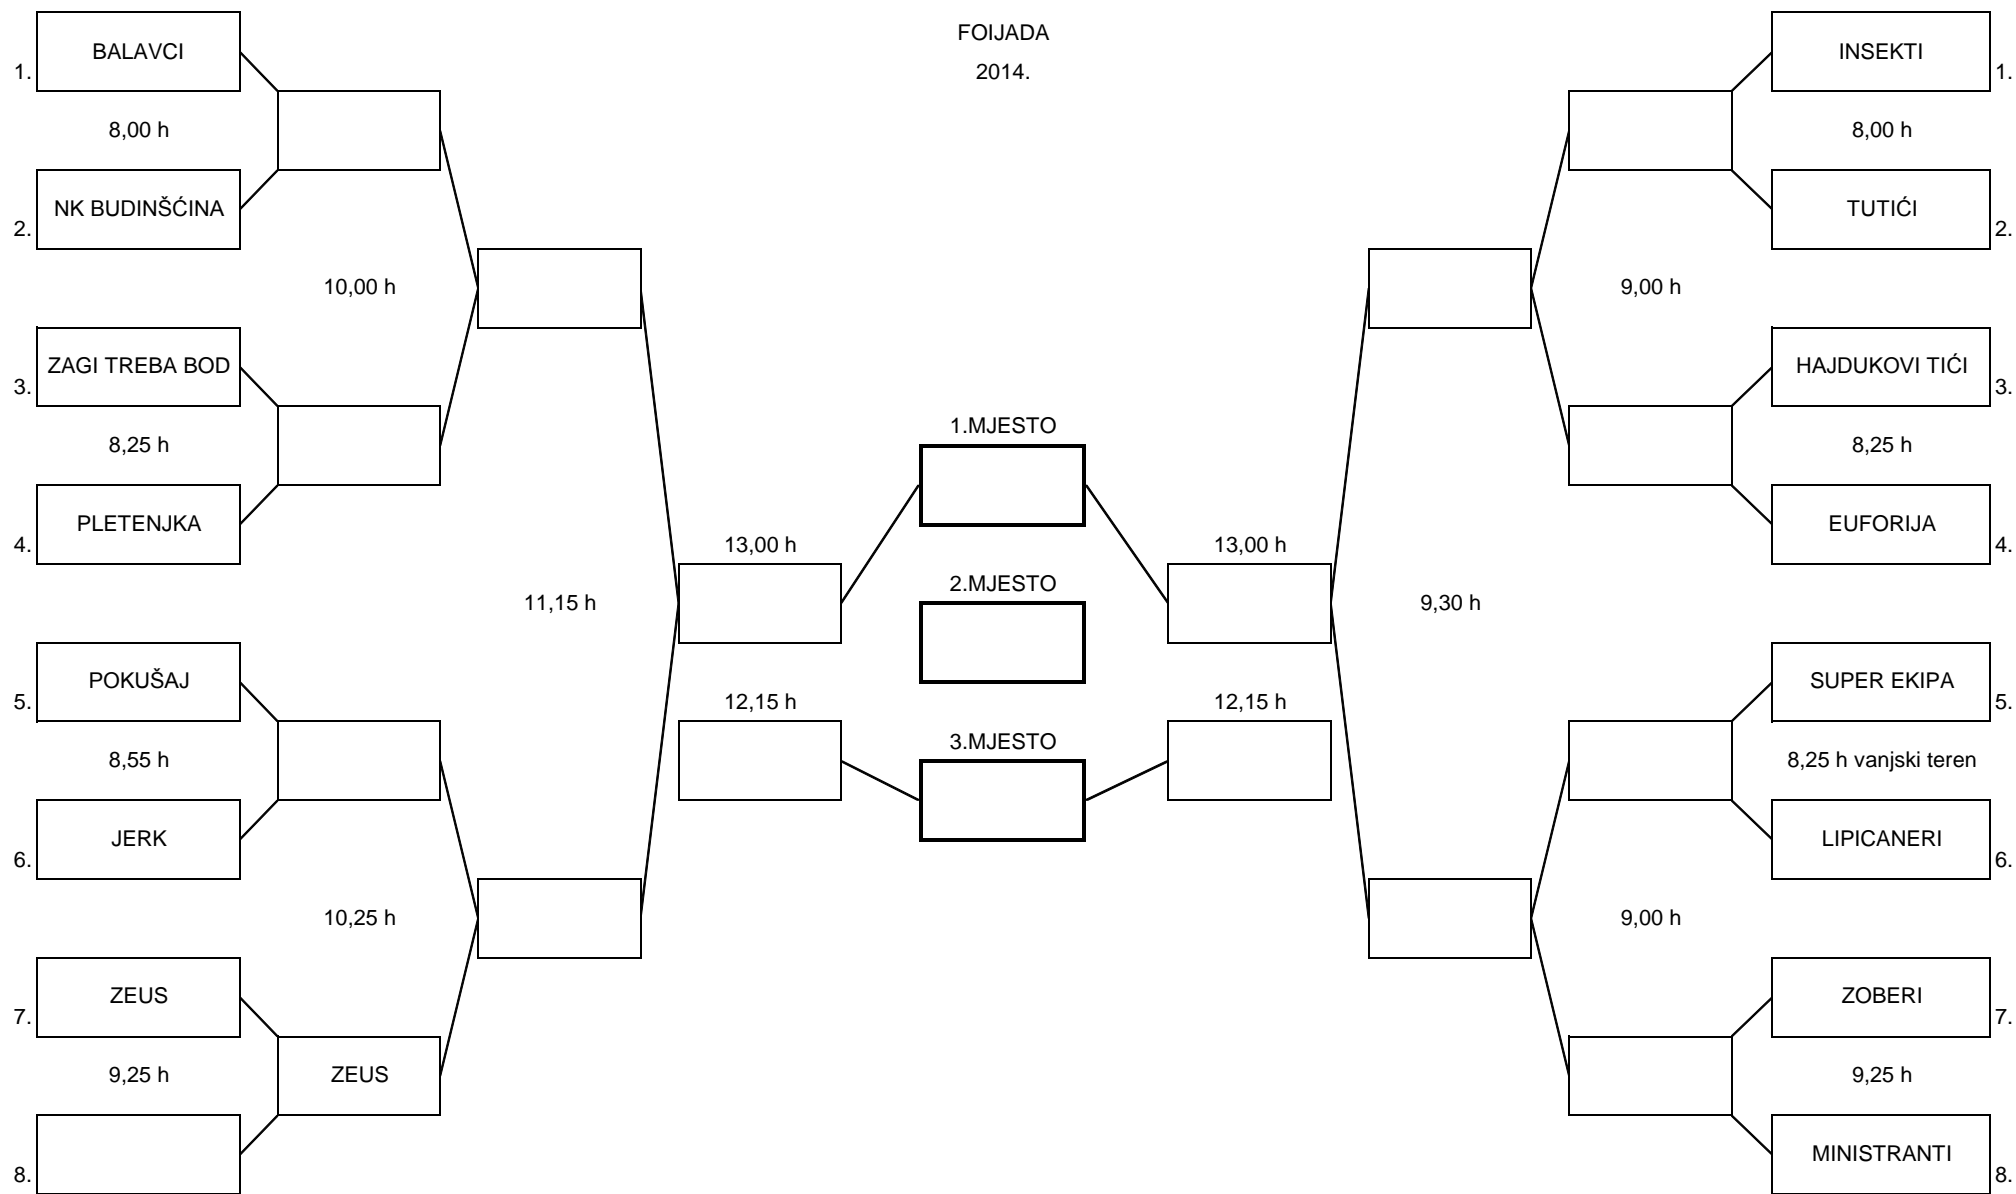 FOIJADA
2014.
1. BALAVCI
8,00 h
2. NK BUDINŠĆINA
10,00 h
3. ZAGI TREBA BOD
8,25 h
4. PLETENJKA
11,15 h
5. POKUŠAJ
8,55 h
6. JERK
10,25 h
7. ZEUS
9,25 h
ZEUS
8.
13,00 h
12,15 h
1.MJESTO
2.MJESTO
3.MJESTO
13,00 h
12,15 h
INSEKTI 1.
8,00 h
TUTIĆI 2.
9,00 h
HAJDUKOVI TIĆI 3.
8,25 h
EUFORIJA 4.
9,30 h
SUPER EKIPA 5.
8,25 h vanjski teren
LIPICANERI 6.
9,00 h
ZOBERI 7.
9,25 h
MINISTRANTI 8.